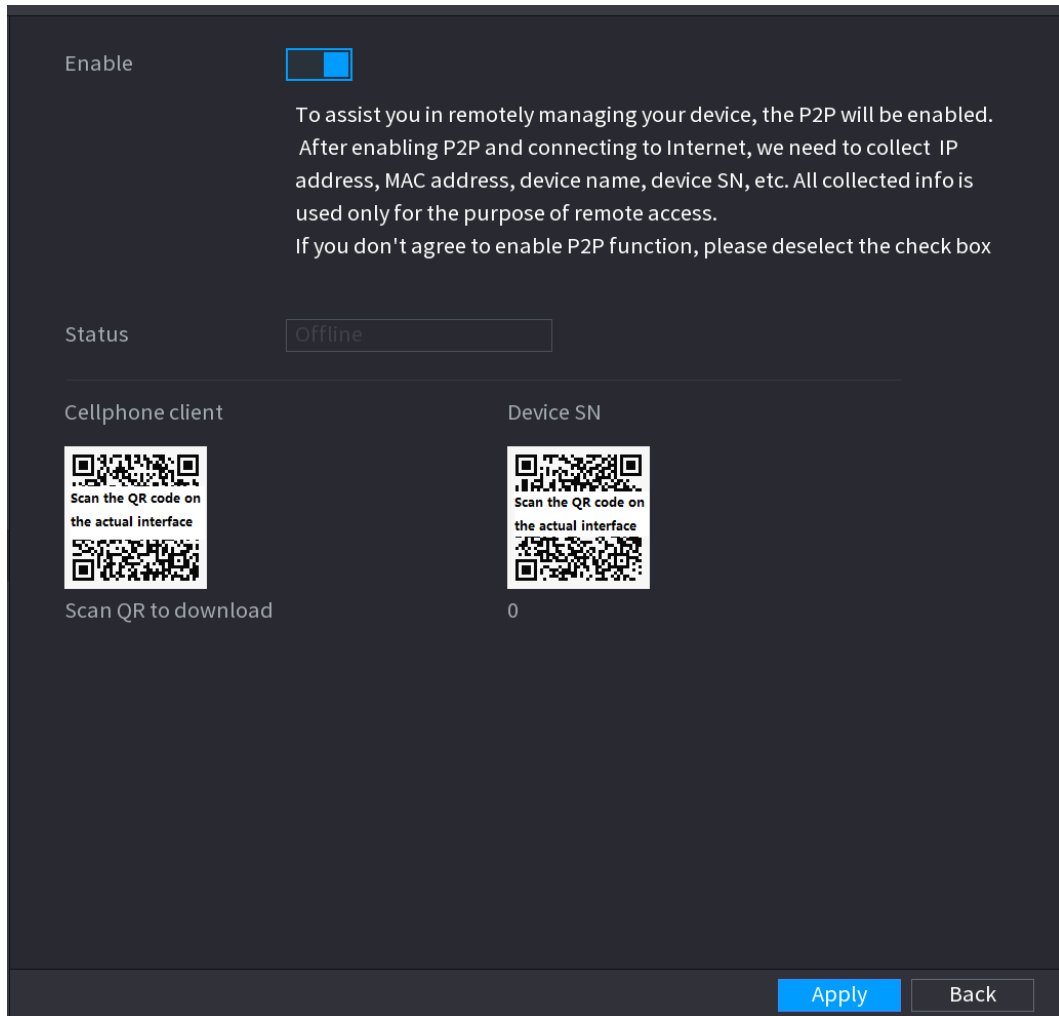 Enable
To assist you in remotely managing your device, the P2P will be enabled.
After enabling P2P and connecting to Internet, we need to collect IP
address, MAC address, device name, device SN, etc. All collected info is
used only for the purpose of remote access.
If you don't agree to enable P2P function, please deselect the check box
Status
Offline
Cellphone client
Device SN
Scan the QR code on
the actual interface
Scan the QR code on
the actual interface
Scan QR to download
0
Apply
Back